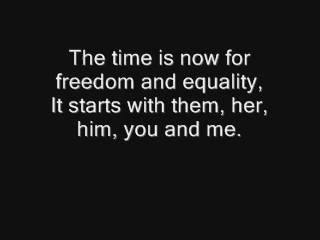 The time is now for
freedom and equality,
It starts with them, her,
him, you and me.